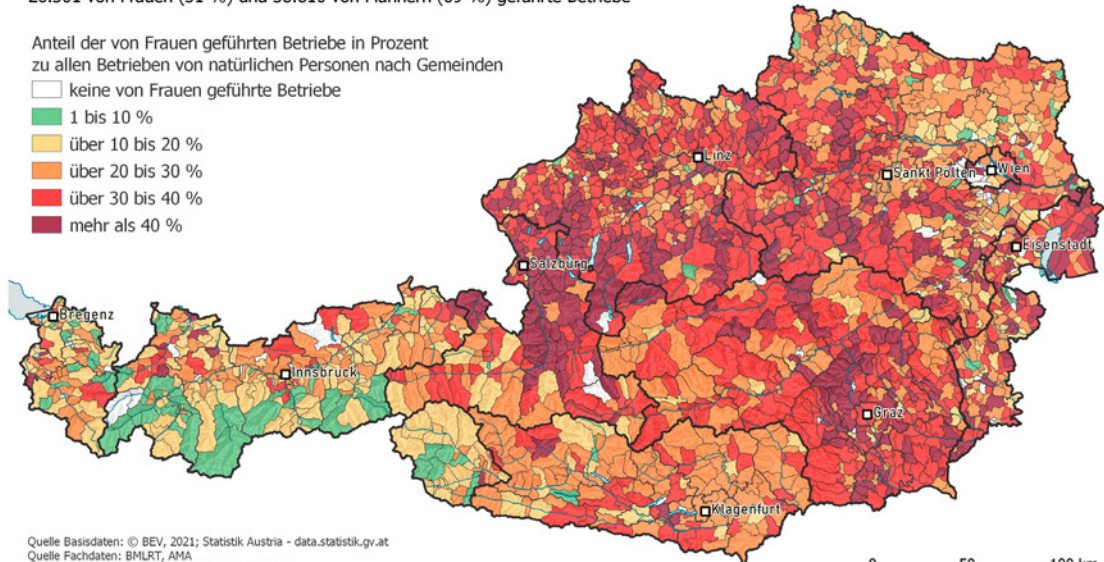 Anteil der von Frauen geführten Betriebe in Prozent
zu allen Betrieben von natürlichen Personen nach Gemeinden
keine von Frauen geführte Betriebe
1 bis 10 %
über 10 bis 20 %
über 20 bis 30 %
über 30 bis 40 %
mehr als 40 %
Linz
Sankt Pölten
Wien
Eisenstadt
Salzburg
Bregenz
Innsbruck
Graz
Klagenfurt
Quelle Basisdaten: © BEV, 2021; Statistik Austria - data.statistik.gv.at
Quelle Fachdaten: BMLRT, AMA